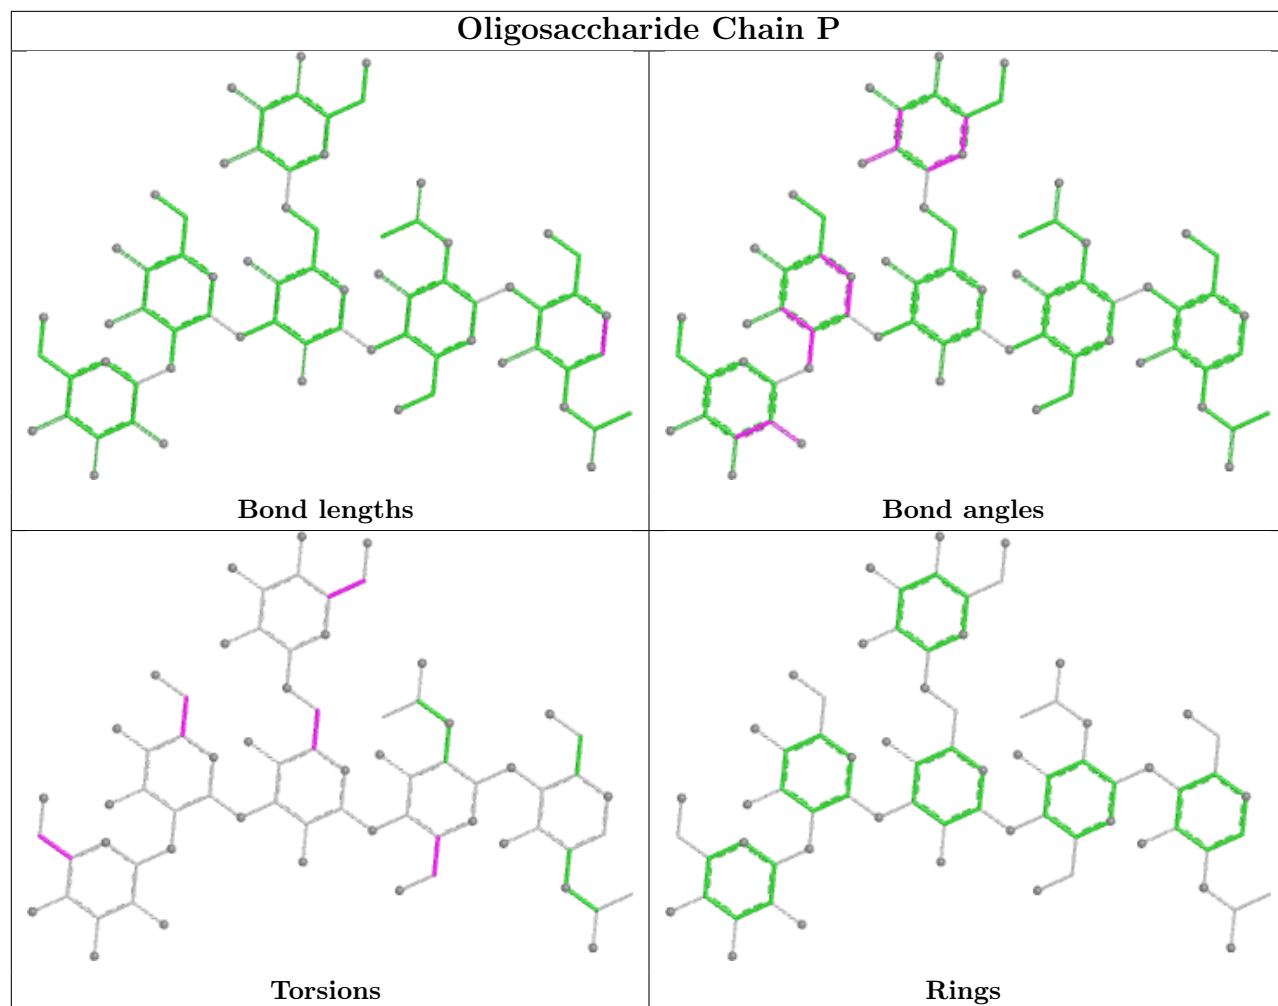 Oligosaccharide Chain P
Bond lengths
Bond angles
Torsions
Rings